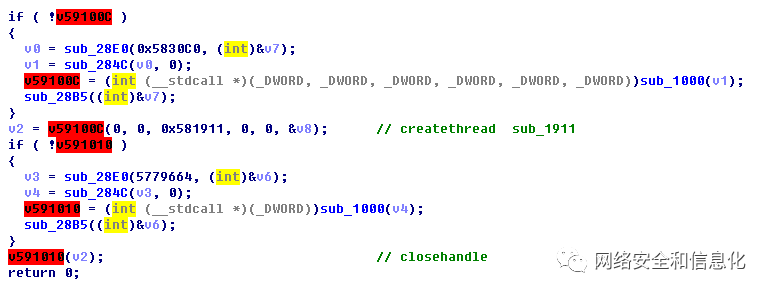 if ( !v59100C )
{
  v0 = sub_28E0(0x5830C0, (int)&v7);
  v1 = sub_284C(v0, 0);
  v59100C = (int (__stdcall *)(_DWORD, _DWORD, _DWORD, _DWORD, _DWORD, _DWORD))sub_1000(v1);
  sub_28B5((int)&v7);
}
v2 = v59100C(0, 0, 0x581911, 0, 0, &v8);      // createthread  sub_1911
if ( !v591010 )
{
  v3 = sub_28E0(5779664, (int)&v6);
  v4 = sub_284C(v3, 0);
  v591010 = (int (__stdcall *)(_DWORD))sub_1000(v4);
  sub_28B5((int)&v6);
}
v591010(v2);                                  // closehandle
return 0;
网络安全和信息化